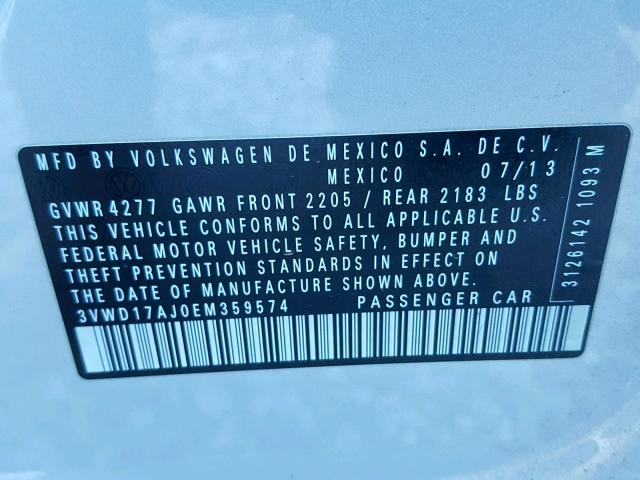 MFD BY VOLKSWAGEN DE MEXICO S.A. DE C.V.
MEXICO 07/13
GVWR 4277 GAWR FRONT 2205 / REAR 2183 LBS
THIS VEHICLE CONFORMS TO ALL APPLICABLE U.S.
FEDERAL MOTOR VEHICLE SAFETY, BUMPER AND
THEFT PREVENTION STANDARDS IN EFFECT ON
THE DATE OF MANUFACTURE SHOWN ABOVE.
3VWD17AJ0EM359574 PASSENGER CAR
3126142 1093 M